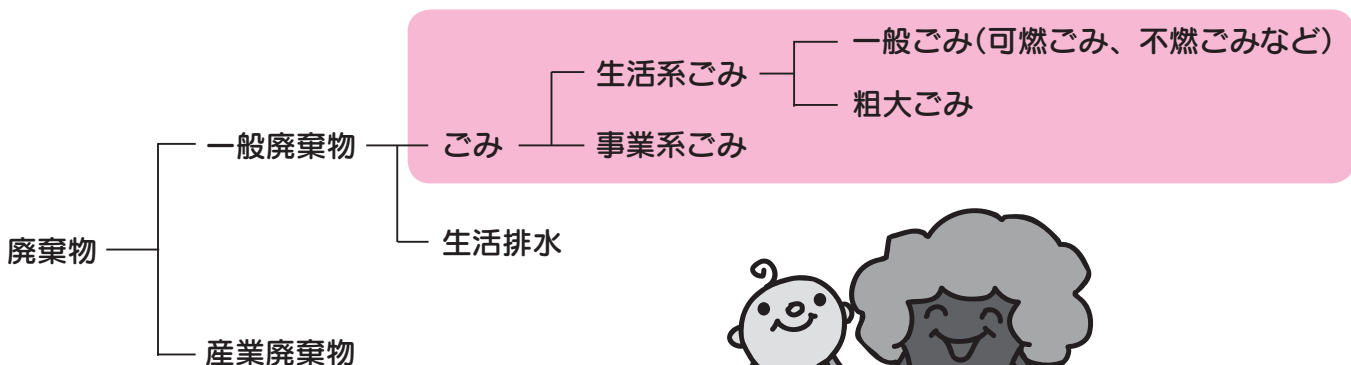 一般ごみ(可燃ごみ、不燃ごみなど)
生活系ごみ
粗大ごみ
一般廃棄物
ごみ
事業系ごみ
生活排水
廃棄物
産業廃棄物